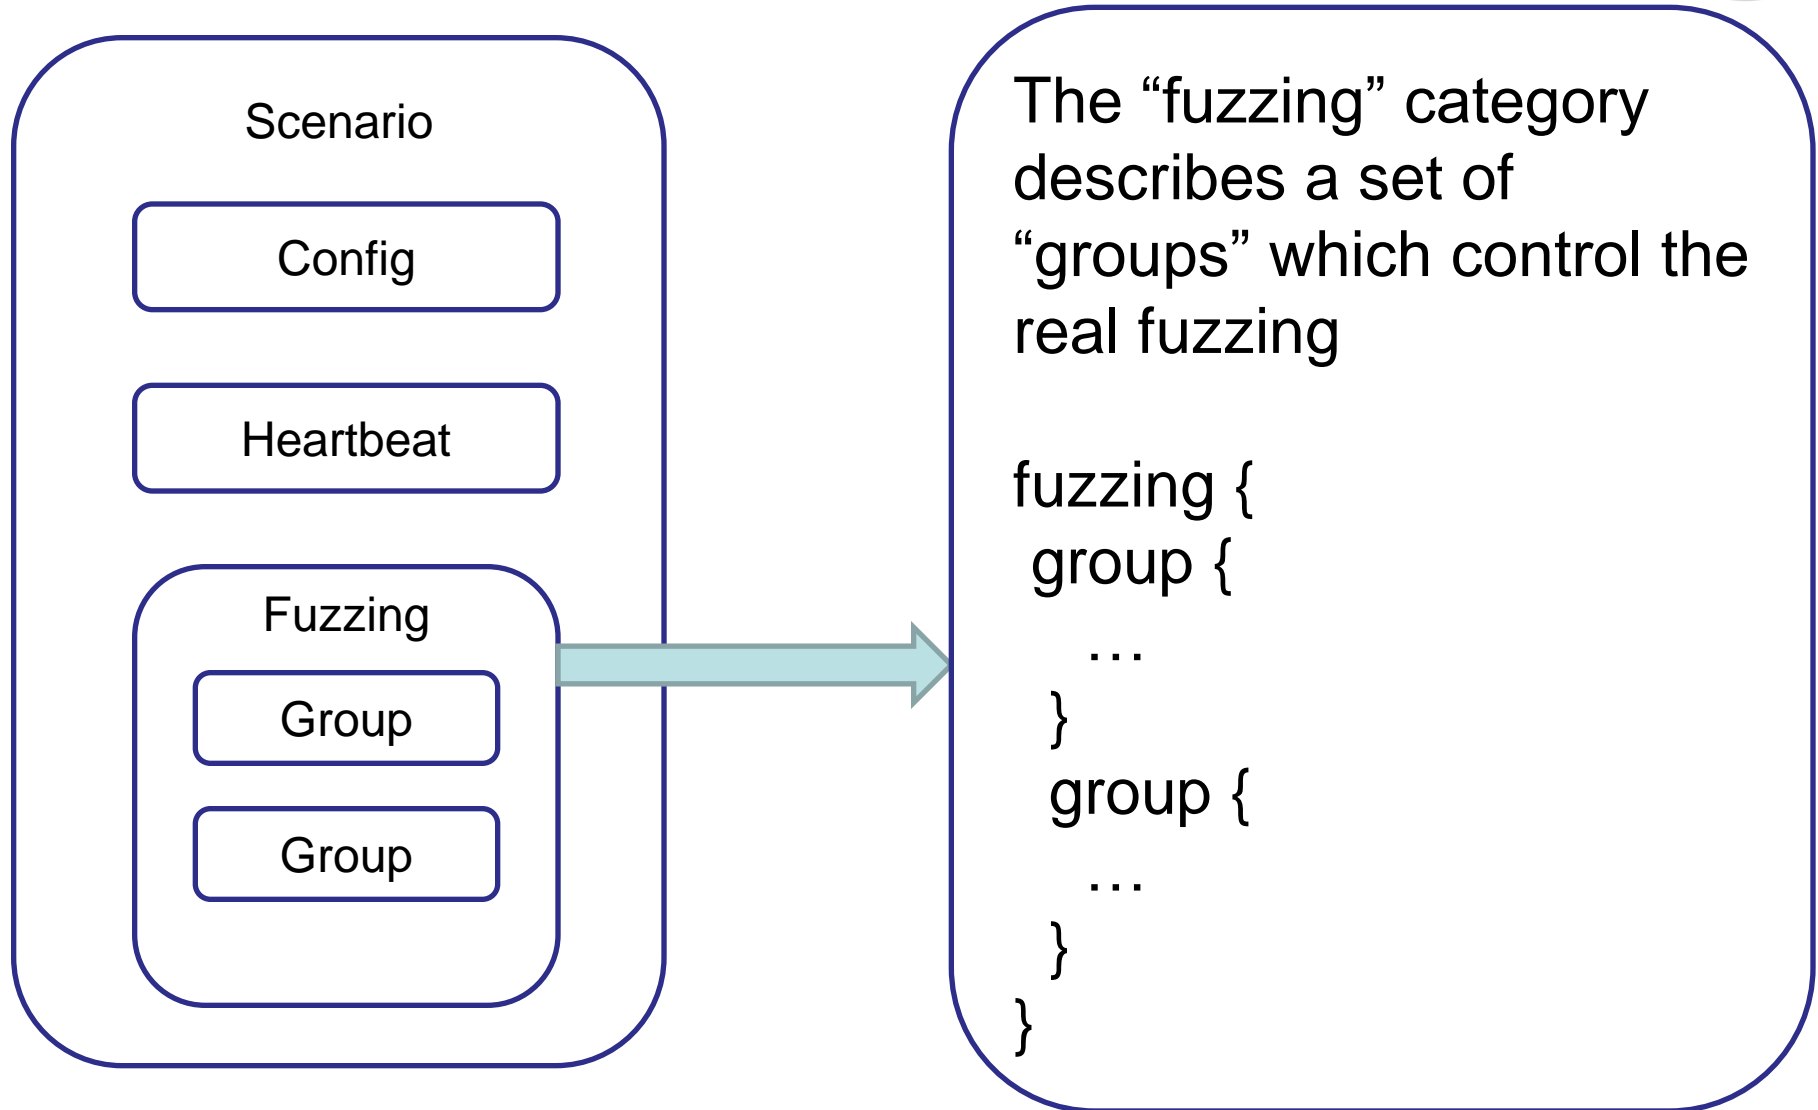 Scenario
Config
Heartbeat
Fuzzing
Group
Group
The “fuzzing” category
describes a set of
“groups” which control the
real fuzzing
fuzzing {
group {
…
}
group {
…
}
}